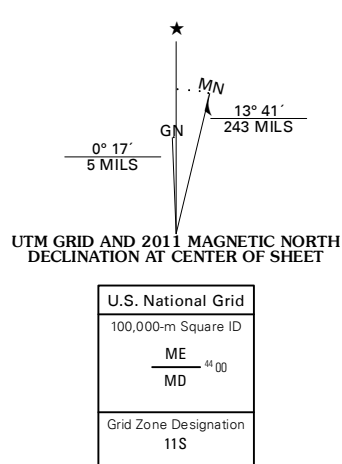 ★
MN
GN
13° 41´
243 MILS
0° 17´
5 MILS
UTM GRID AND 2011 MAGNETIC NORTH
DECLINATION AT CENTER OF SHEET
U.S. National Grid
100,000-m Square ID
ME
44 00
MD
Grid Zone Designation
11S